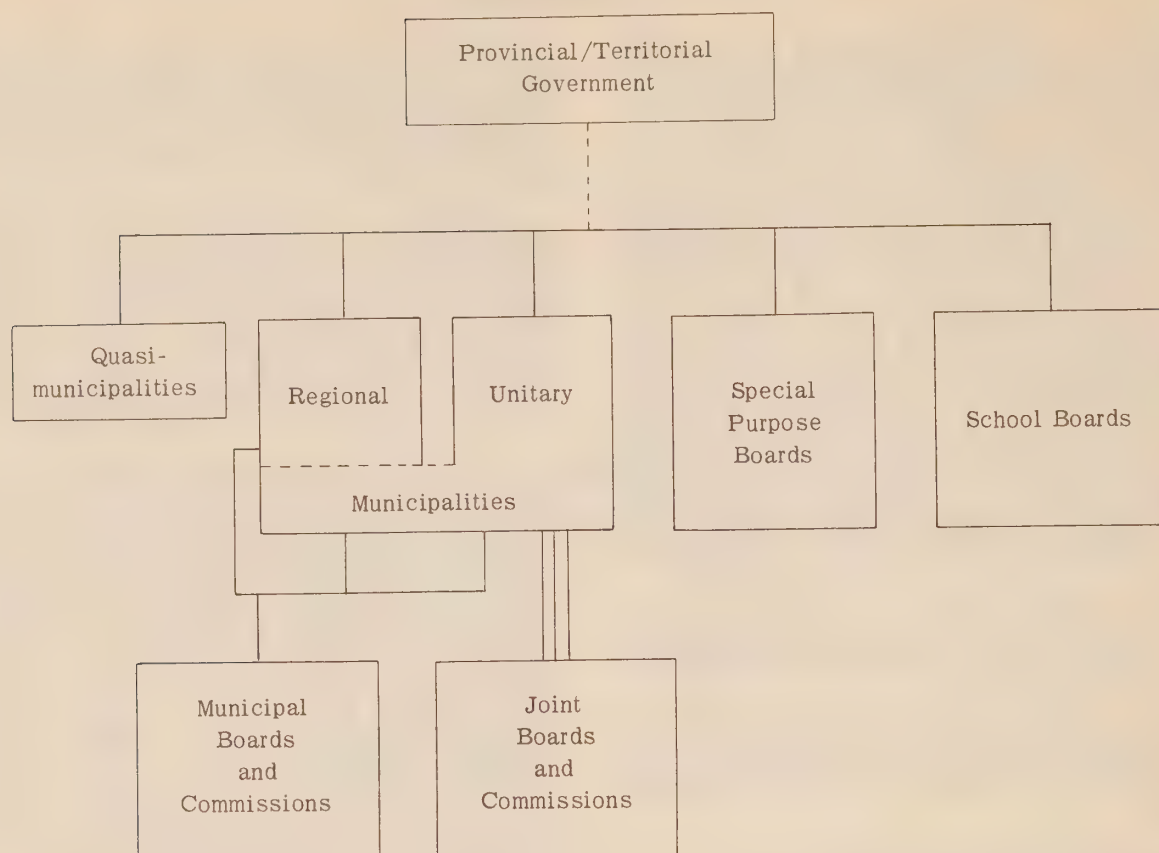 Provincial/Territorial
Government
Quasi-
municipalities
Regional
Unitary
Municipalities
Special
Purpose
Boards
School Boards
Municipal
Boards
and
Commissions
Joint
Boards
and
Commissions